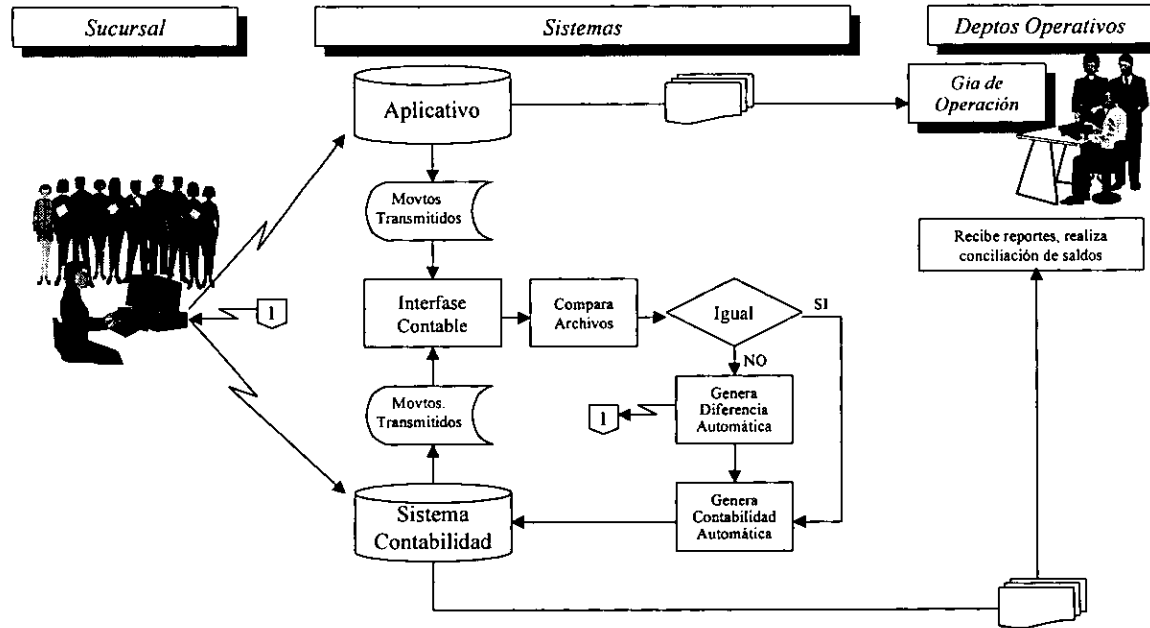 Sucursal
Sistemas
Deptos Operativos
Aplicativo
Gia de
Operación
Movtos
Transmitidos
Recibe reportes, realiza
conciliación de saldos
1
Interfase
Contable
Compara
Archivos
Igual
SI
NO
Movtos.
Transmitidos
1
Genera
Diferencia
Automática
Sistema
Contabilidad
Genera
Contabilidad
Automática